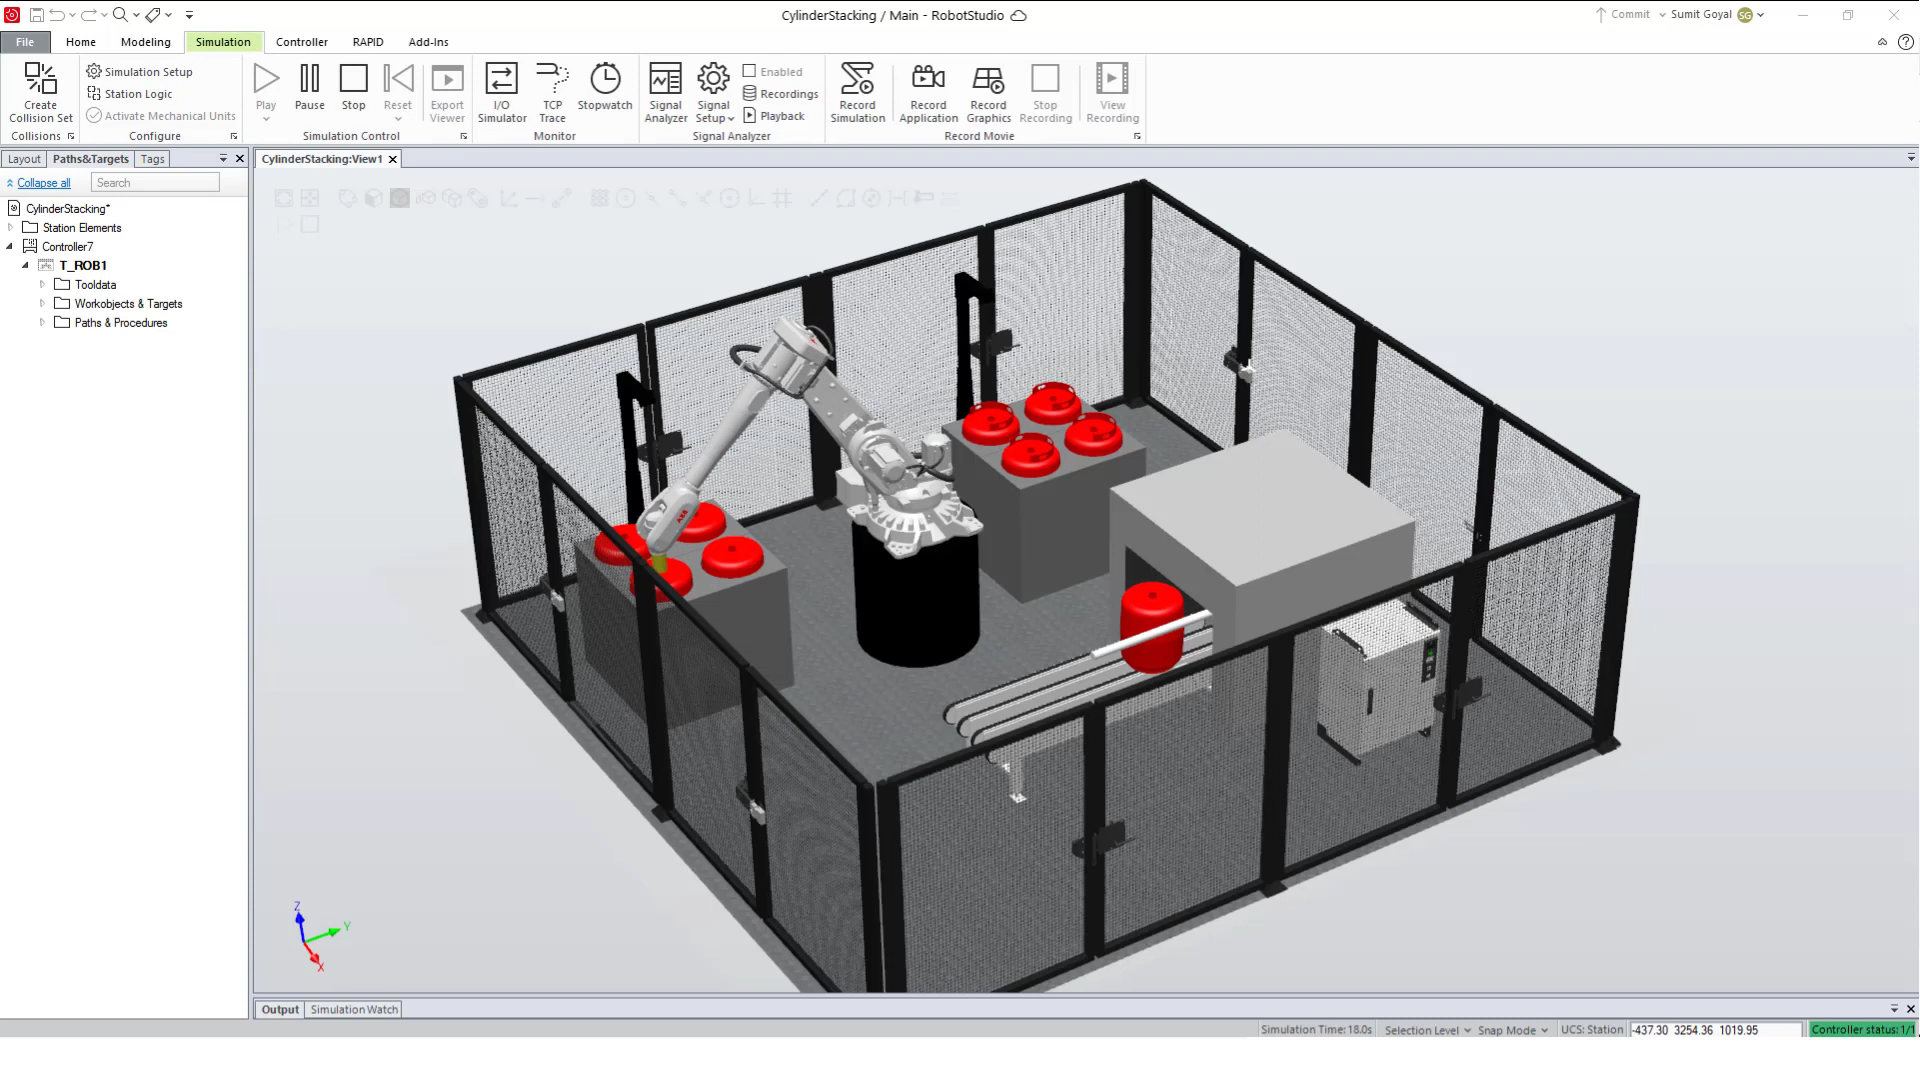 CylinderStacking / Main - RobotStudio
Commit
Sumit Goyal
SG
File
Home
Modeling
Simulation
Controller
RAPID
Add-Ins
Create
Collision Set
Collisions
Simulation Setup
Station Logic
Activate Mechanical Units
Configure
Play
Pause
Stop
Reset
Export
Viewer
Simulation Control
I/O
Simulator
TCP
Trace
Stopwatch
Monitor
Signal
Analyzer
Signal
Setup
Enabled
Recordings
Playback
Signal Analyzer
Record
Simulation
Record
Application
Record
Graphics
Stop
Recording
View
Recording
Record Movie
Layout
Paths&Targets
Tags
CylinderStacking:View1
Collapse all
Search
CylinderStacking*
Station Elements
Controller7
T_ROB1
Tooldata
Workobjects & Targets
Paths & Procedures
ABB
Z
Y
X
Output
Simulation Watch
Simulation Time: 18.0s
Selection Level
Snap Mode
UCS: Station
-437.30 3254.36 1019.95
Controller status: 1/1